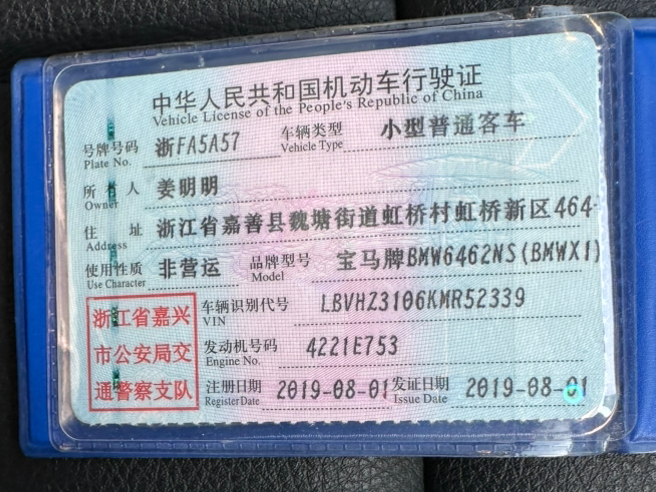 中华人民共和国机动车行驶证
Vehicle License of the People's Republic of China
号牌号码 浙FA5A57 车辆类型 小型普通客车
Plate No. Vehicle Type
所有人 姜明明
Owner
住址 浙江省嘉善县魏塘街道虹桥村虹桥新区464-
Address
使用性质 非营运 品牌型号 宝马牌BMW6462NS(BMWX1)
Use Character Model
浙江省嘉兴 车辆识别代号 LBVHZ3106KMR52339
VIN
市公安局交 发动机号码 4221E753
Engine No.
通警察支队 注册日期 2019-08-01 发证日期 2019-08-01
Register Date Issue Date